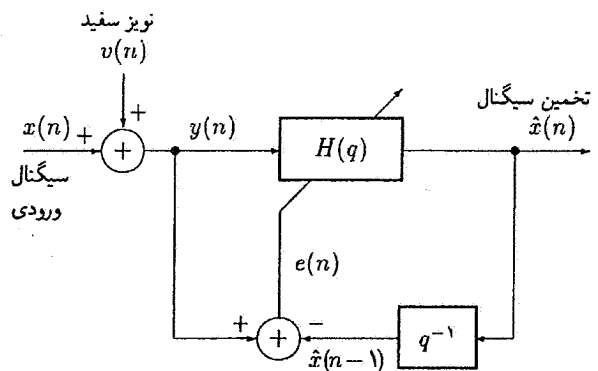 نویز سفید
v(n)
+
تخمین سیگنال
x̂(n)
x(n) +
+
y(n)
H(q)
سیگنال
ورودی
e(n)
+
+
−
x̂(n−۱)
q⁻¹